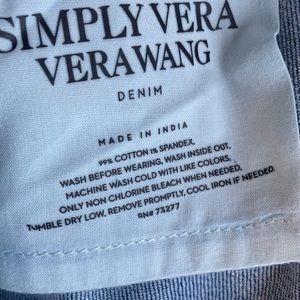 SIMPLY VERA
VERA WANG
DENIM
MADE IN INDIA
99% COTTON 1% SPANDEX.
WASH BEFORE WEARING, WASH INSIDE OUT,
MACHINE WASH COLD WITH LIKE COLORS,
ONLY NON CHLORINE BLEACH WHEN NEEDED,
TUMBLE DRY LOW, REMOVE PROMPTLY, COOL IRON IF NEEDED.
RN# 73277